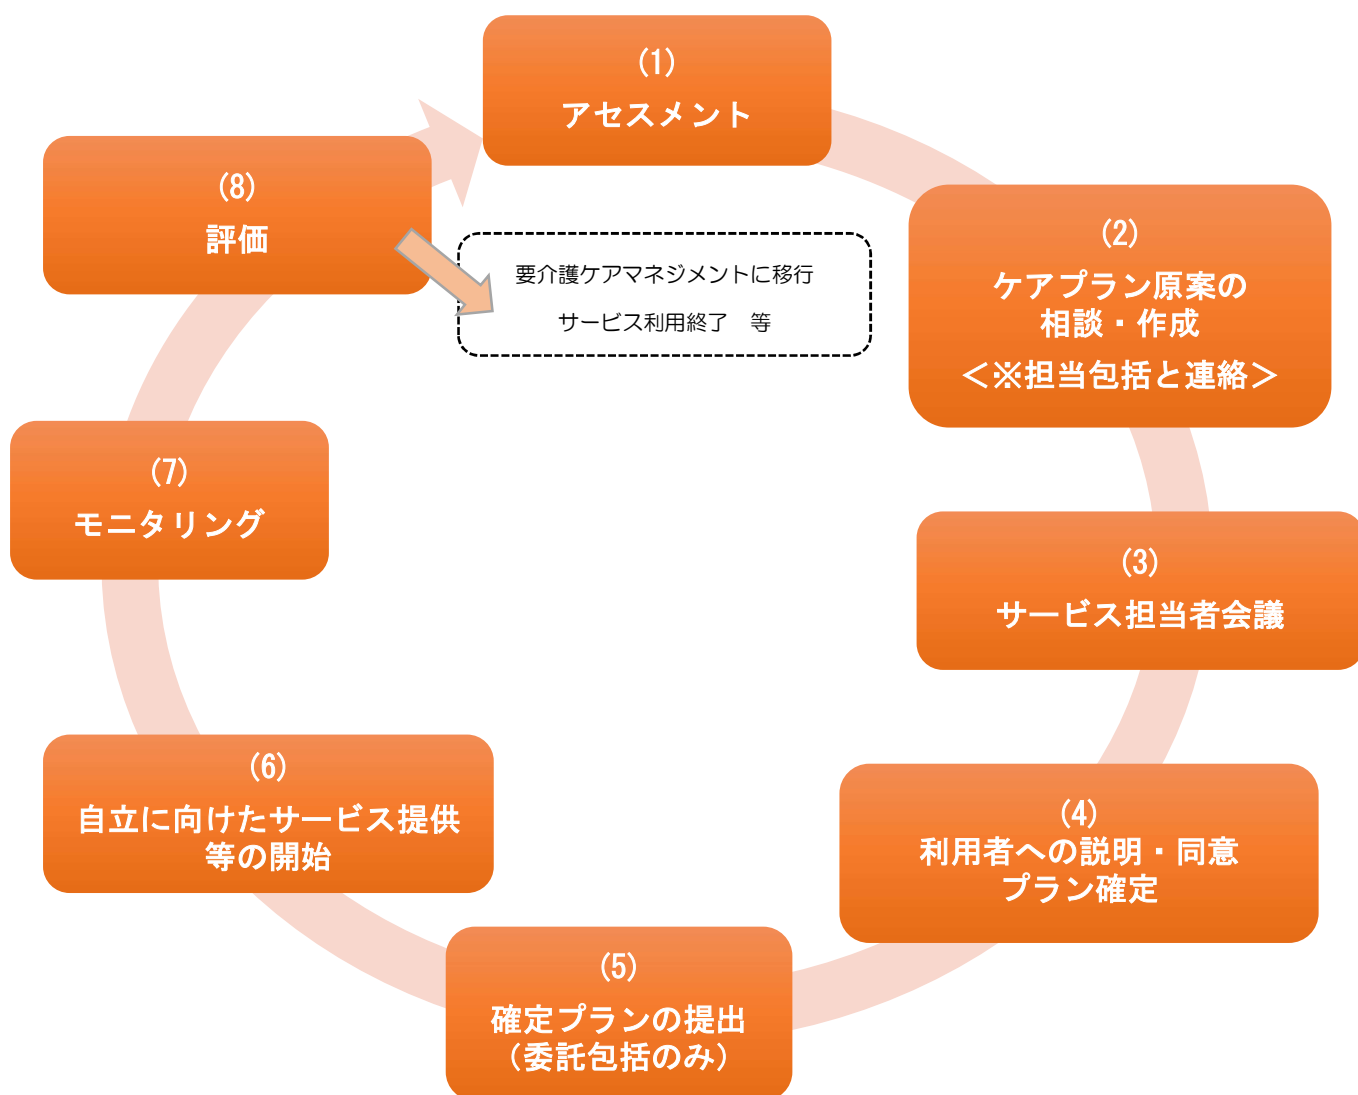 (1)
アセスメント
(2)
ケアプラン原案の
相談・作成
＜※担当包括と連絡＞
(3)
サービス担当者会議
(4)
利用者への説明・同意
プラン確定
(5)
確定プランの提出
（委託包括のみ）
(6)
自立に向けたサービス提供
等の開始
(7)
モニタリング
(8)
評価
要介護ケアマネジメントに移行
サービス利用終了　等